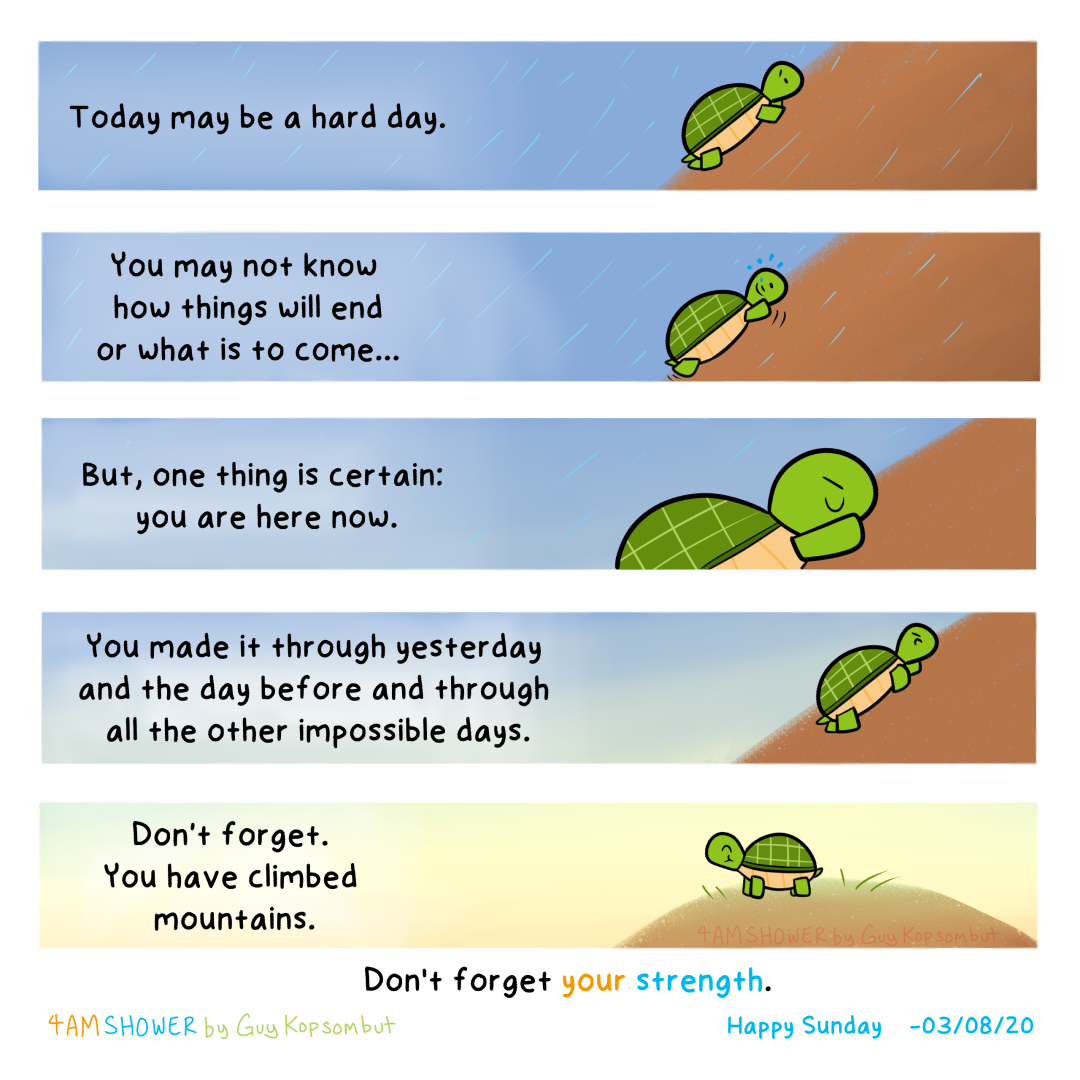 Today may be a hard day.
You may not know
how things will end
or what is to come...
But, one thing is certain:
you are here now.
You made it through yesterday
and the day before and through
all the other impossible days.
Don't forget.
You have climbed
mountains.
4AMSHOWER by Guy Kopsombut
Don't forget your strength.
4AMSHOWER by Guy Kopsombut
Happy Sunday -03/08/20